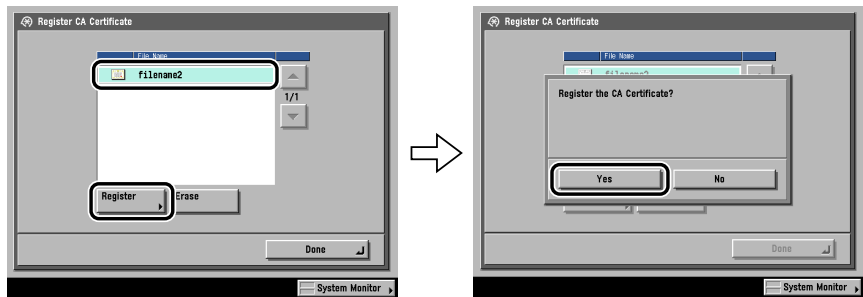 Register CA Certificate
File Name
filename2
1/1
Register
Erase
Done
System Monitor
Register CA Certificate
File Name
filename2
Register the CA Certificate?
Yes
No
Done
System Monitor